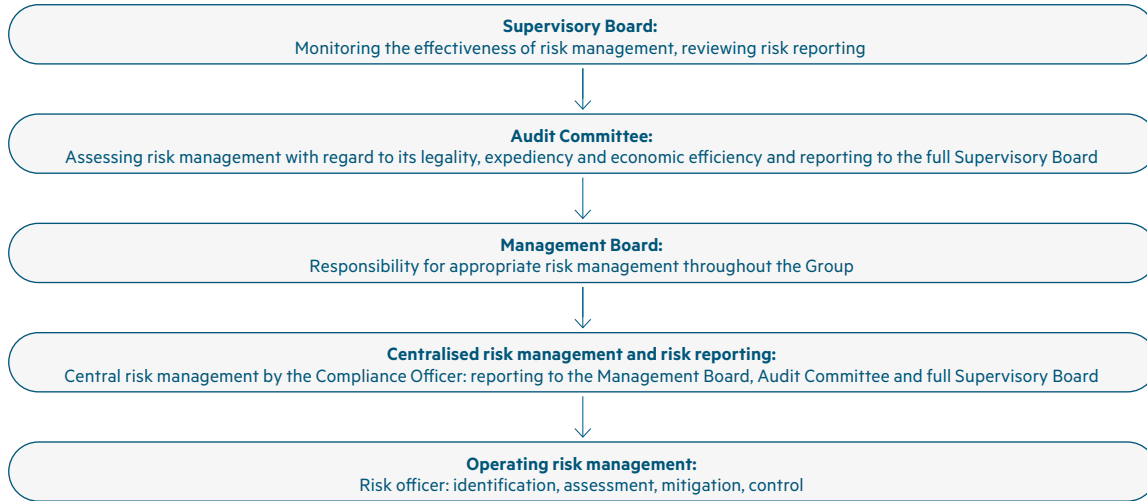 Supervisory Board:
Monitoring the effectiveness of risk management, reviewing risk reporting
Audit Committee:
Assessing risk management with regard to its legality, expediency and economic efficiency and reporting to the full Supervisory Board
Management Board:
Responsibility for appropriate risk management throughout the Group
Centralised risk management and risk reporting:
Central risk management by the Compliance Officer: reporting to the Management Board, Audit Committee and full Supervisory Board
Operating risk management:
Risk officer: identification, assessment, mitigation, control